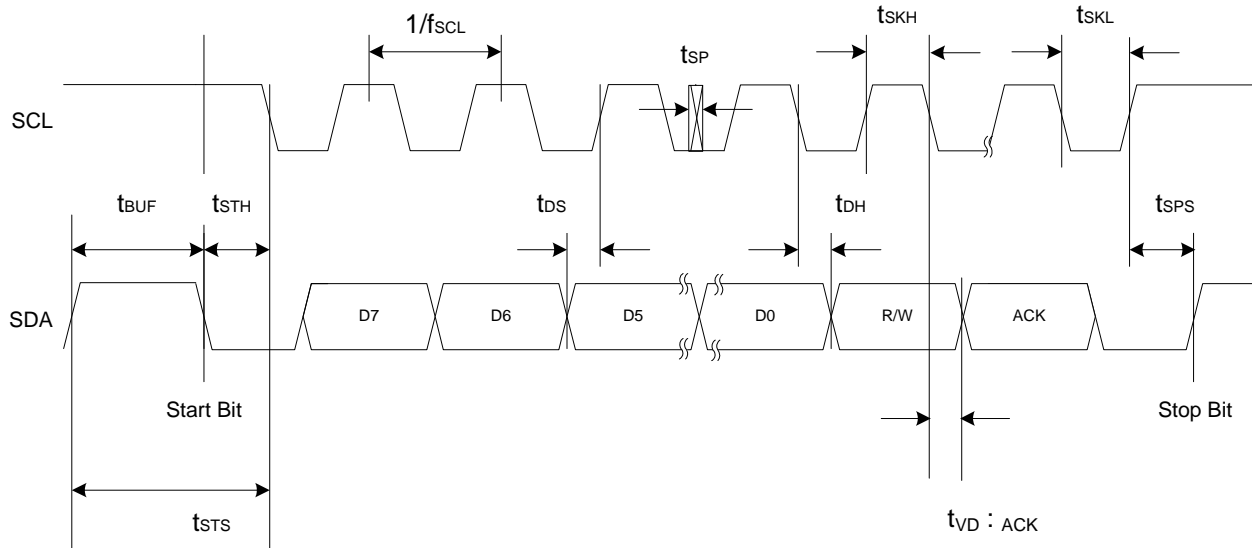 1/fSCL
tSKH
tSKL
tSP
SCL
tBUF
tSTH
tDS
tDH
tSPS
SDA
D7
D6
D5
D0
R/W
ACK
Start Bit
Stop Bit
tSTS
tVD : ACK